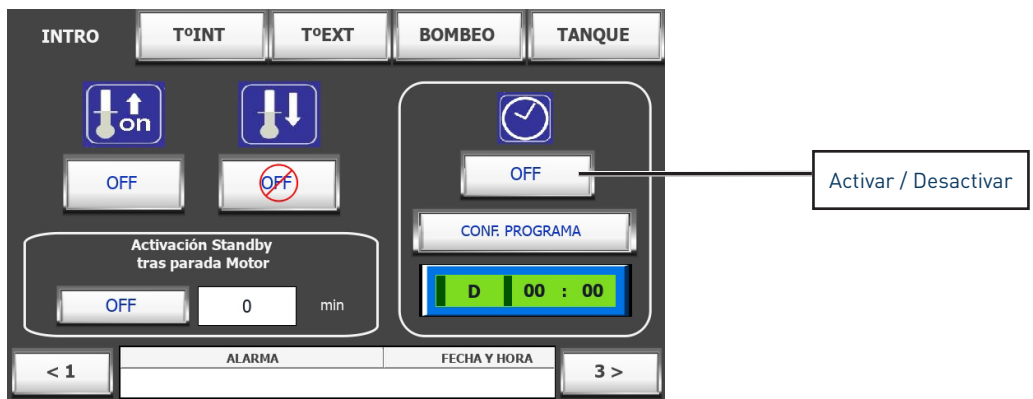 INTRO
TºINT
TºEXT
BOMBEO
TANQUE
on
OFF
OFF
OFF
Activar / Desactivar
CONF. PROGRAMA
Activación Standby
tras parada Motor
OFF
0
min
D 00 : 00
< 1
ALARMA
FECHA Y HORA
3 >